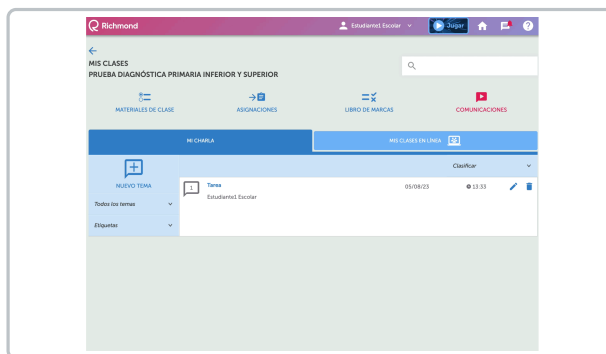 Richmond
Estudiante1 Escolar
Jugar
MIS CLASES
PRUEBA DIAGNÓSTICA PRIMARIA INFERIOR Y SUPERIOR
MATERIALES DE CLASE
ASIGNACIONES
LIBRO DE MARCAS
COMUNICACIONES
MI CHARLA
MIS CLASES EN LÍNEA
Clasificar
NUEVO TEMA
Todos los temas
Etiquetas
1
Tarea
05/08/23
13:33
Estudiante1 Escolar